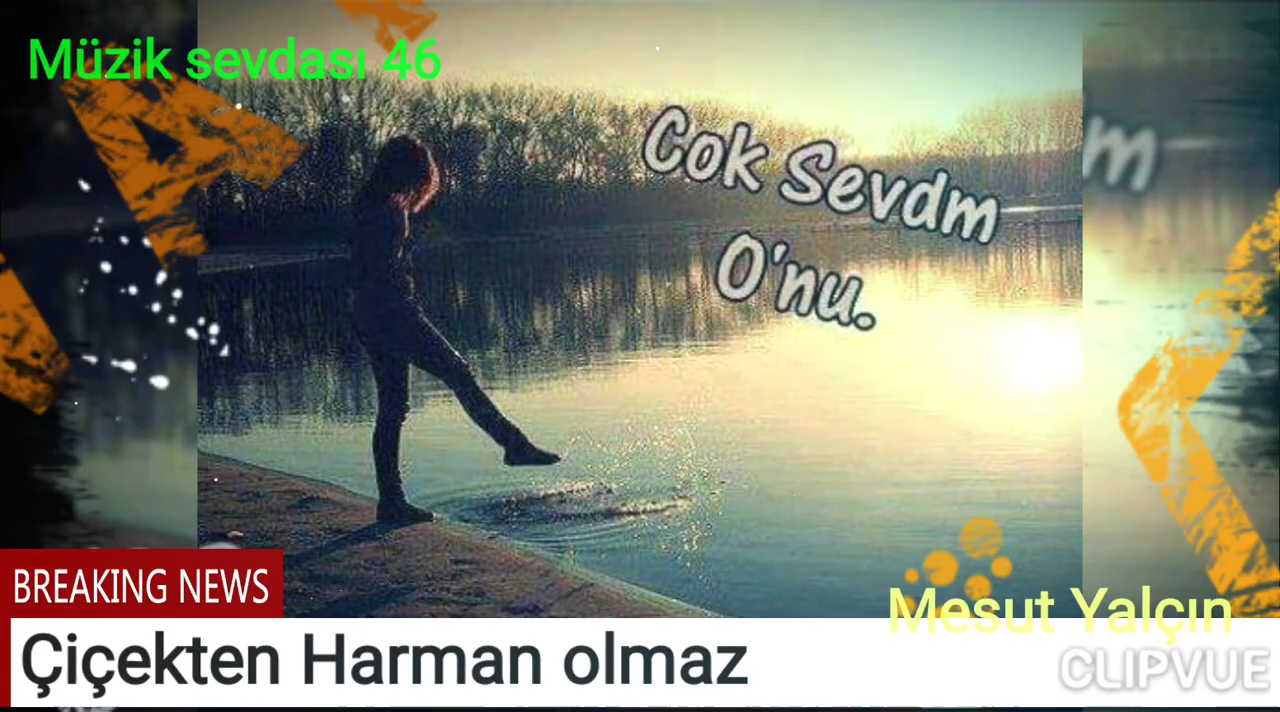 Müzik sevdası 46
Cok Sevdm
O'nu.
m
BREAKING NEWS
Mesut Yalçın
Çiçekten Harman olmaz
CLIPVUE